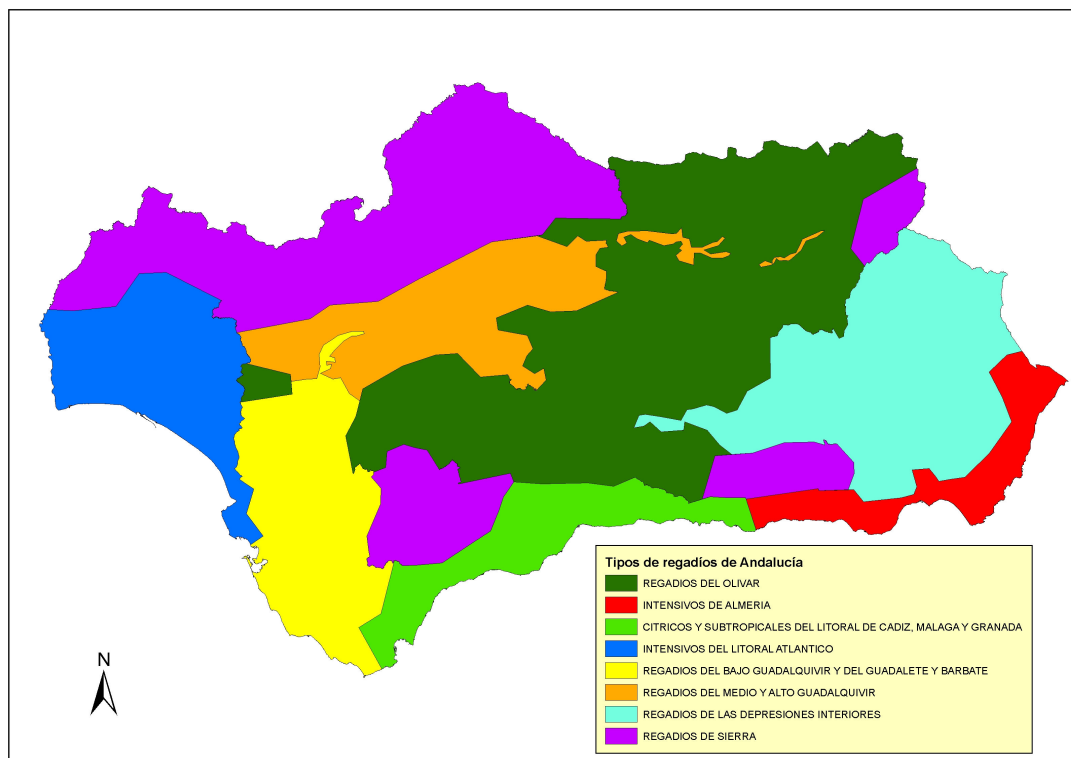 Tipos de regadíos de Andalucía
REGADIOS DEL OLIVAR
INTENSIVOS DE ALMERIA
CITRICOS Y SUBTROPICALES DEL LITORAL DE CADIZ, MALAGA Y GRANADA
INTENSIVOS DEL LITORAL ATLANTICO
REGADIOS DEL BAJO GUADALQUIVIR Y DEL GUADALETE Y BARBATE
REGADIOS DEL MEDIO Y ALTO GUADALQUIVIR
REGADIOS DE LAS DEPRESIONES INTERIORES
REGADIOS DE SIERRA
N